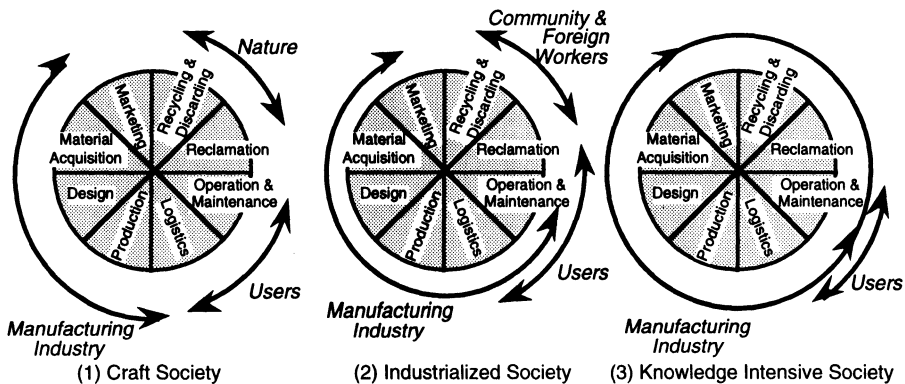 Nature
Marketing
Recycling &
Discarding
Material
Acquisition
Reclamation
Design
Operation &
Maintenance
Production
Logistics
Users
Manufacturing
Industry
(1) Craft Society
Community &
Foreign
Workers
Marketing
Recycling &
Discarding
Material
Acquisition
Reclamation
Design
Operation &
Maintenance
Production
Logistics
Users
Manufacturing
Industry
(2) Industrialized Society
Marketing
Recycling &
Discarding
Material
Acquisition
Reclamation
Design
Operation &
Maintenance
Production
Logistics
Users
Manufacturing
Industry
(3) Knowledge Intensive Society